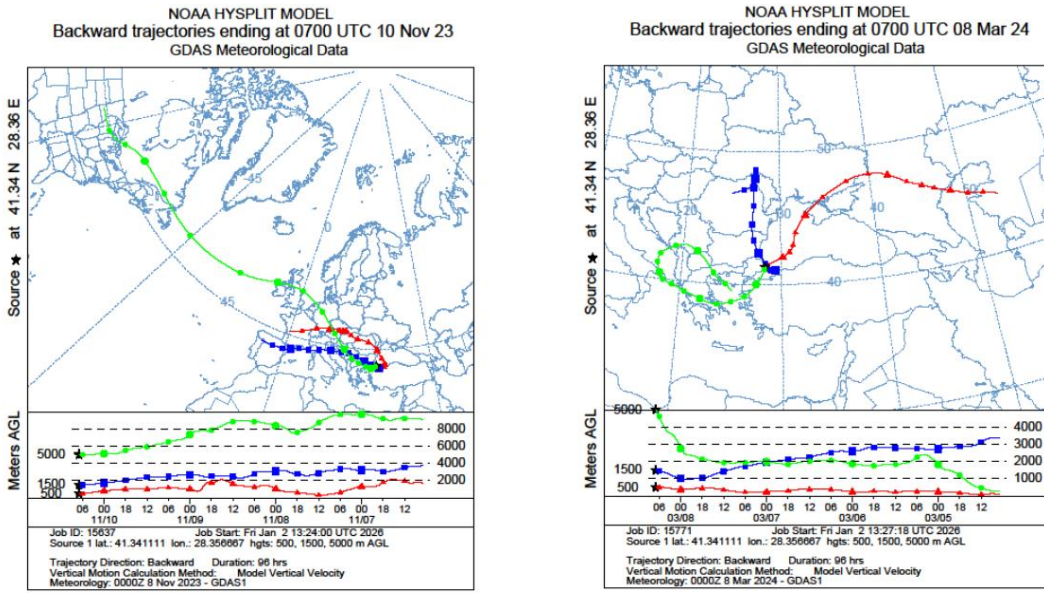 NOAA HYSPLIT MODEL
Backward trajectories ending at 0700 UTC 10 Nov 23
GDAS Meteorological Data
Source ★ at 41.34 N 28.36 E
45
0
45
Meters AGL
8000
6000
4000
2000
5000
1500
500
06 00 18 12 06 00 18 12 06 00 18 12 06 00 18 12
11/10 11/09 11/08 11/07
Job ID: 15637 Job Start: Fri Jan 2 13:24:00 UTC 2026
Source 1 lat.: 41.341111 lon.: 28.356667 hgts: 500, 1500, 5000 m AGL
Trajectory Direction: Backward Duration: 96 hrs
Vertical Motion Calculation Method: Model Vertical Velocity
Meteorology: 0000Z 8 Nov 2023 - GDAS1
NOAA HYSPLIT MODEL
Backward trajectories ending at 0700 UTC 08 Mar 24
GDAS Meteorological Data
Source ★ at 41.34 N 28.36 E
50
20
30
40
40
Meters AGL
4000
3000
2000
1000
5000
1500
500
06 00 18 12 06 00 18 12 06 00 18 12 06 00 18 12
03/08 03/07 03/06 03/05
Job ID: 15771 Job Start: Fri Jan 2 13:27:18 UTC 2026
Source 1 lat.: 41.341111 lon.: 28.356667 hgts: 500, 1500, 5000 m AGL
Trajectory Direction: Backward Duration: 96 hrs
Vertical Motion Calculation Method: Model Vertical Velocity
Meteorology: 0000Z 8 Mar 2024 - GDAS1